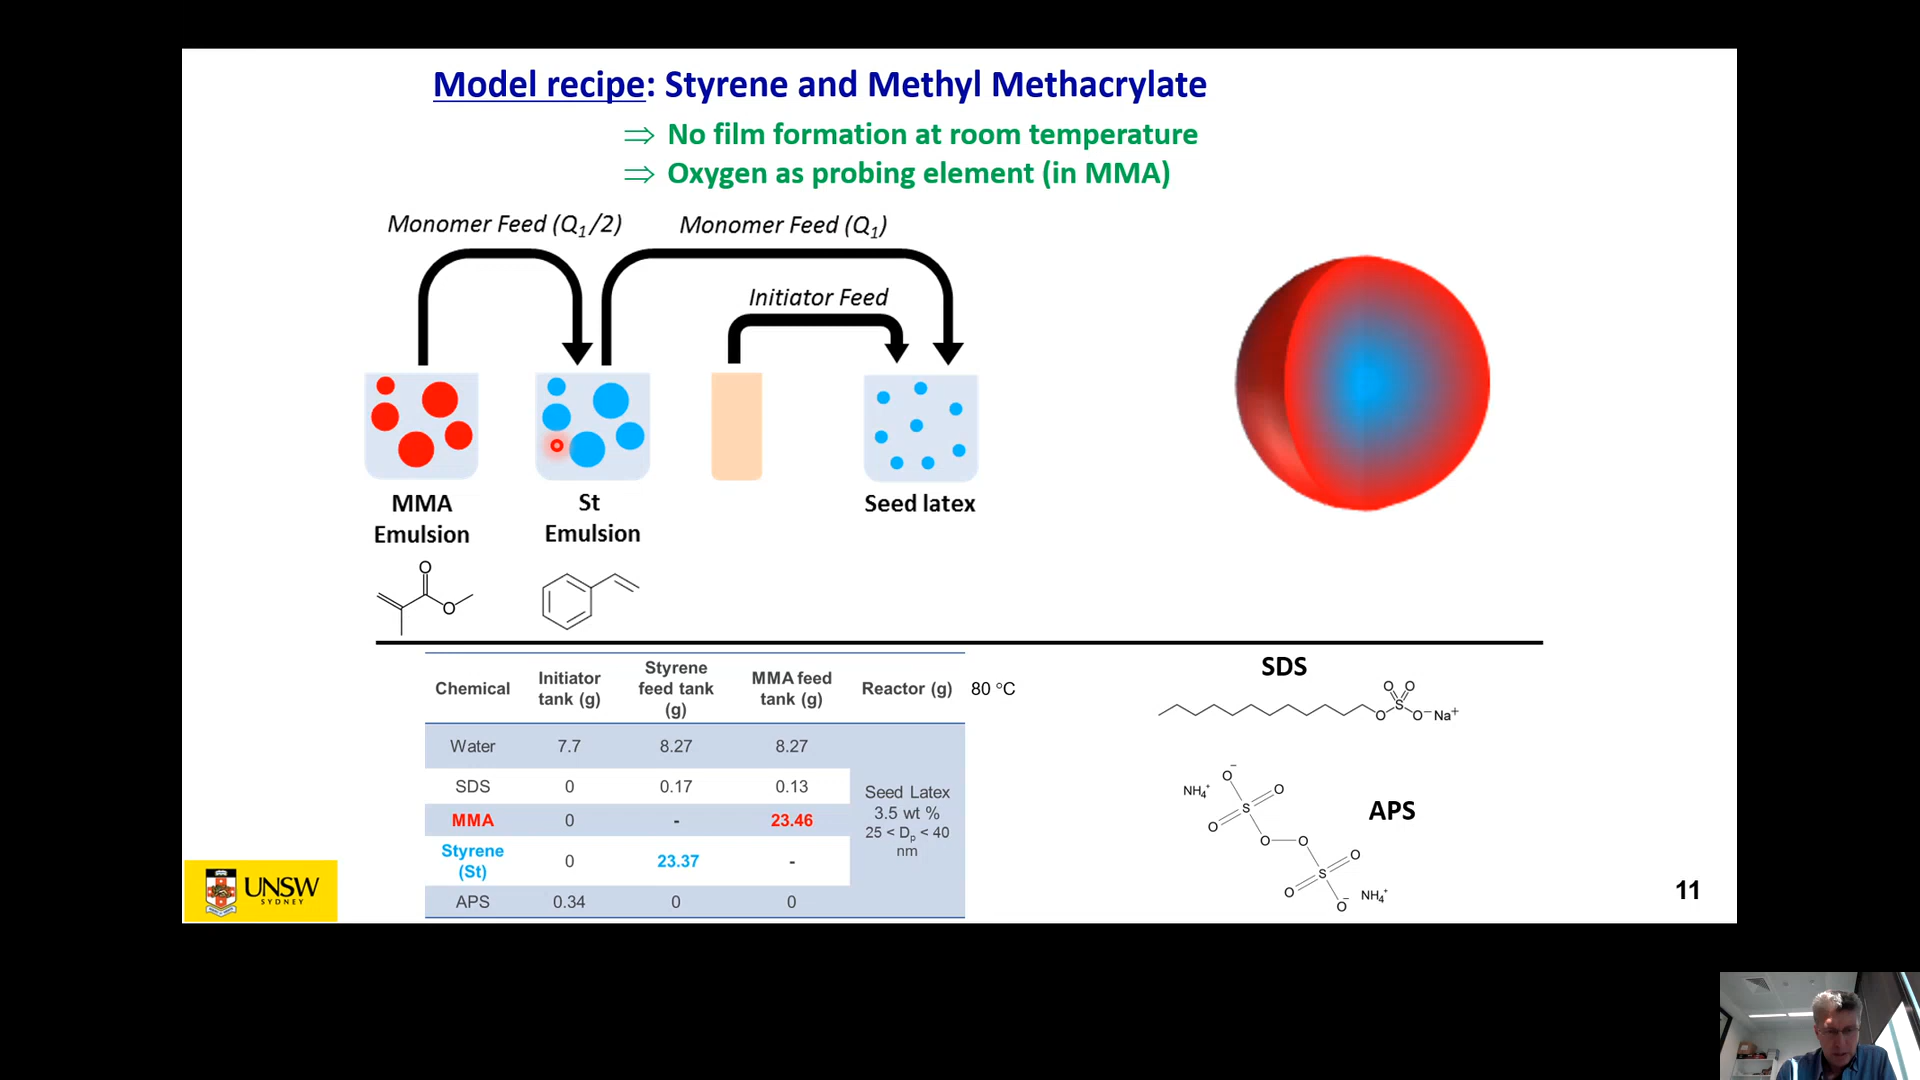 Model recipe: Styrene and Methyl Methacrylate
⇒ No film formation at room temperature
⇒ Oxygen as probing element (in MMA)
Monomer Feed (Q1/2)
Monomer Feed (Q1)
Initiator Feed
MMA
Emulsion
St
Emulsion
Seed latex
O
O
Chemical
Initiator
tank (g)
Styrene
feed tank
(g)
MMA feed
tank (g)
Reactor (g)
80 °C
Water 7.7 8.27 8.27
SDS 0 0.17 0.13
MMA 0 - 23.46
Styrene
(St)
0 23.37 -
APS 0.34 0 0
Seed Latex
3.5 wt %
25 < Dp < 40
nm
SDS
O O
S
O O⁻ Na⁺
APS
O⁻
NH4⁺
O
S
O
O O
O
S
O
NH4⁺
O⁻
UNSW
SYDNEY
11